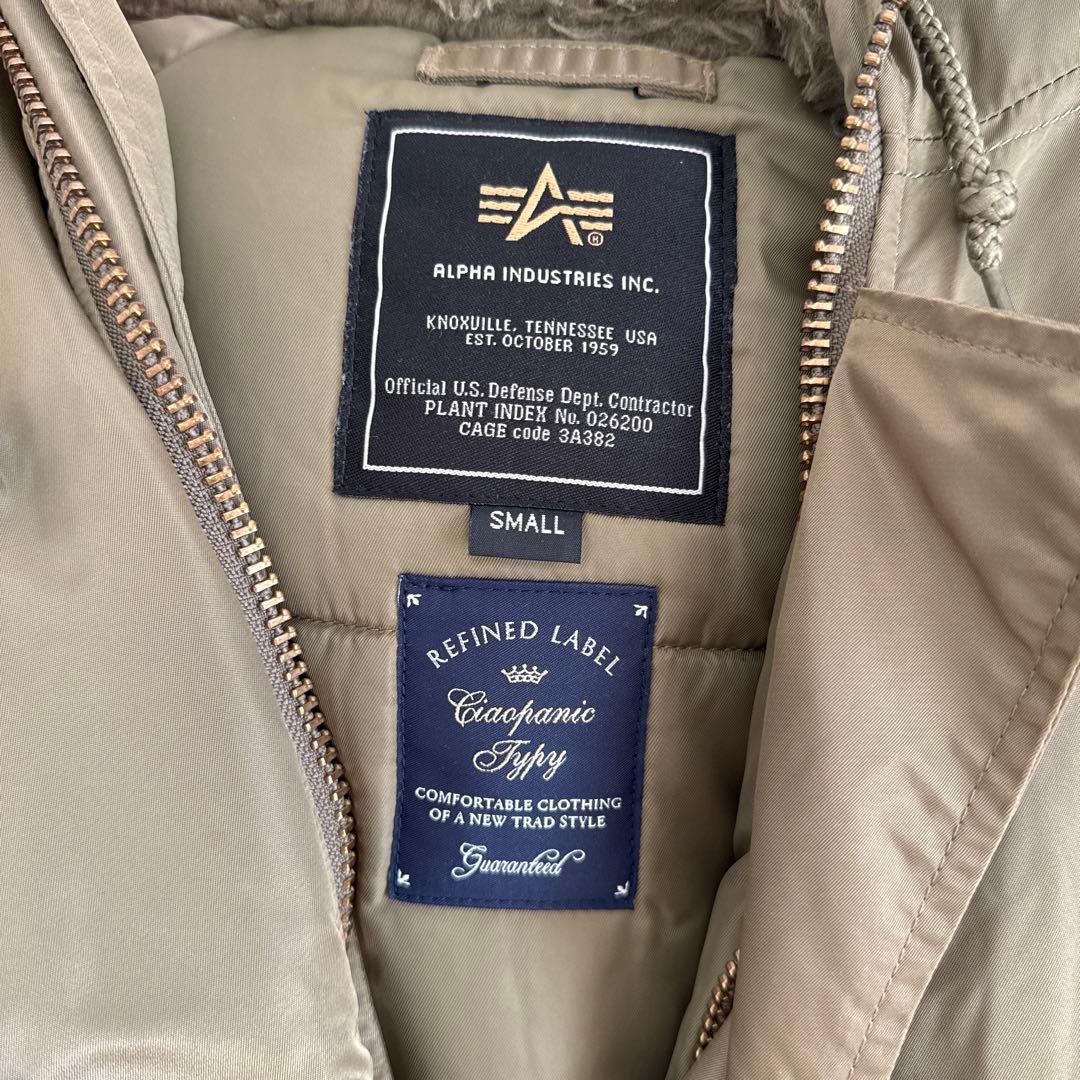 ALPHA INDUSTRIES INC.
KNOXVILLE, TENNESSEE USA
EST. OCTOBER 1959
Official U.S. Defense Dept. Contractor
PLANT INDEX No. 026200
CAGE code 3A382
SMALL
REFINED LABEL
Ciaopanic
Typy
COMFORTABLE CLOTHING
OF A NEW TRAD STYLE
Guaranteed